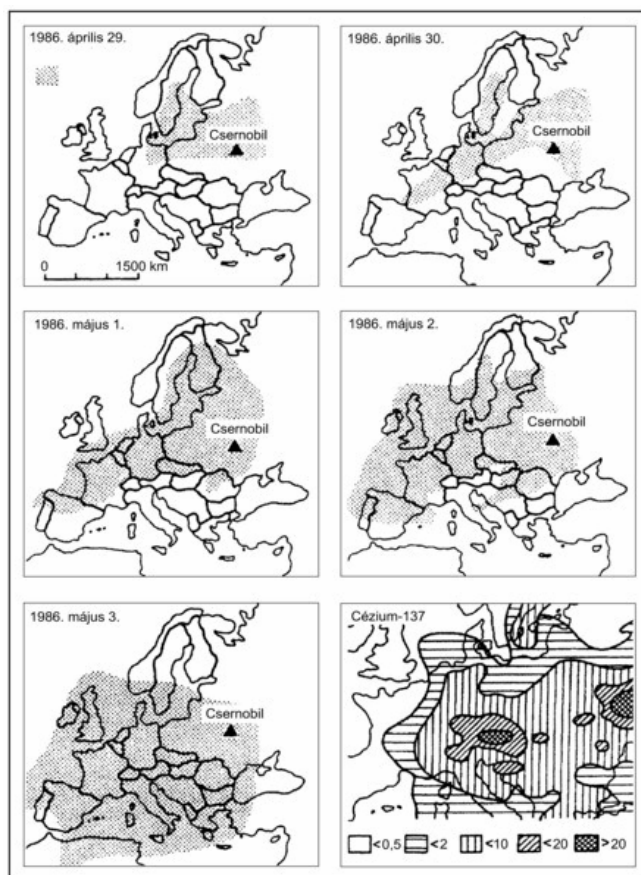 1986. április 29.
Csernobil
0 1500 km
1986. április 30.
Csernobil
1986. május 1.
Csernobil
1986. május 2.
Csernobil
1986. május 3.
Csernobil
Cézium-137
<0,5 <2 <10 <20 >20